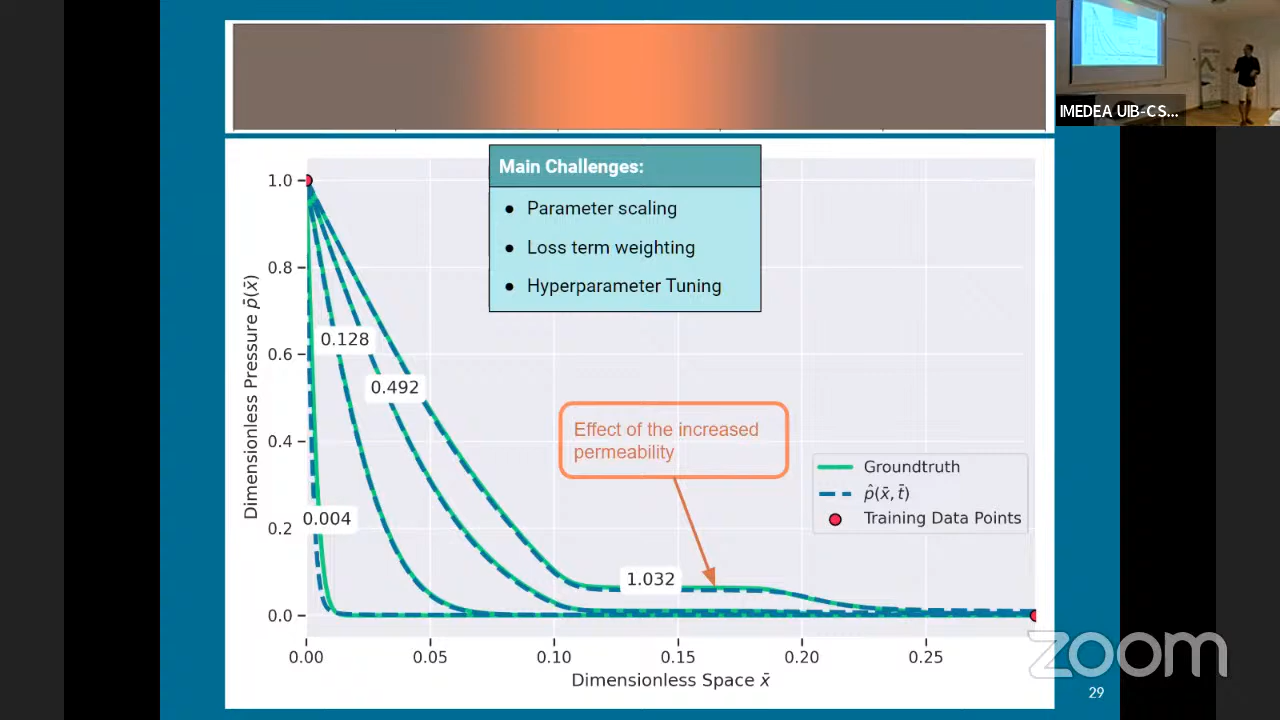 IMEDEA UIB-CS...
Main Challenges:
● Parameter scaling
● Loss term weighting
● Hyperparameter Tuning
Dimensionless Pressure p̄(x̄)
1.0
0.8
0.6
0.4
0.2
0.0
0.128
0.492
0.004
1.032
Effect of the increased
permeability
Groundtruth
p̂(x̄, t̄)
Training Data Points
0.00 0.05 0.10 0.15 0.20 0.25
Dimensionless Space x̄
zoom
29